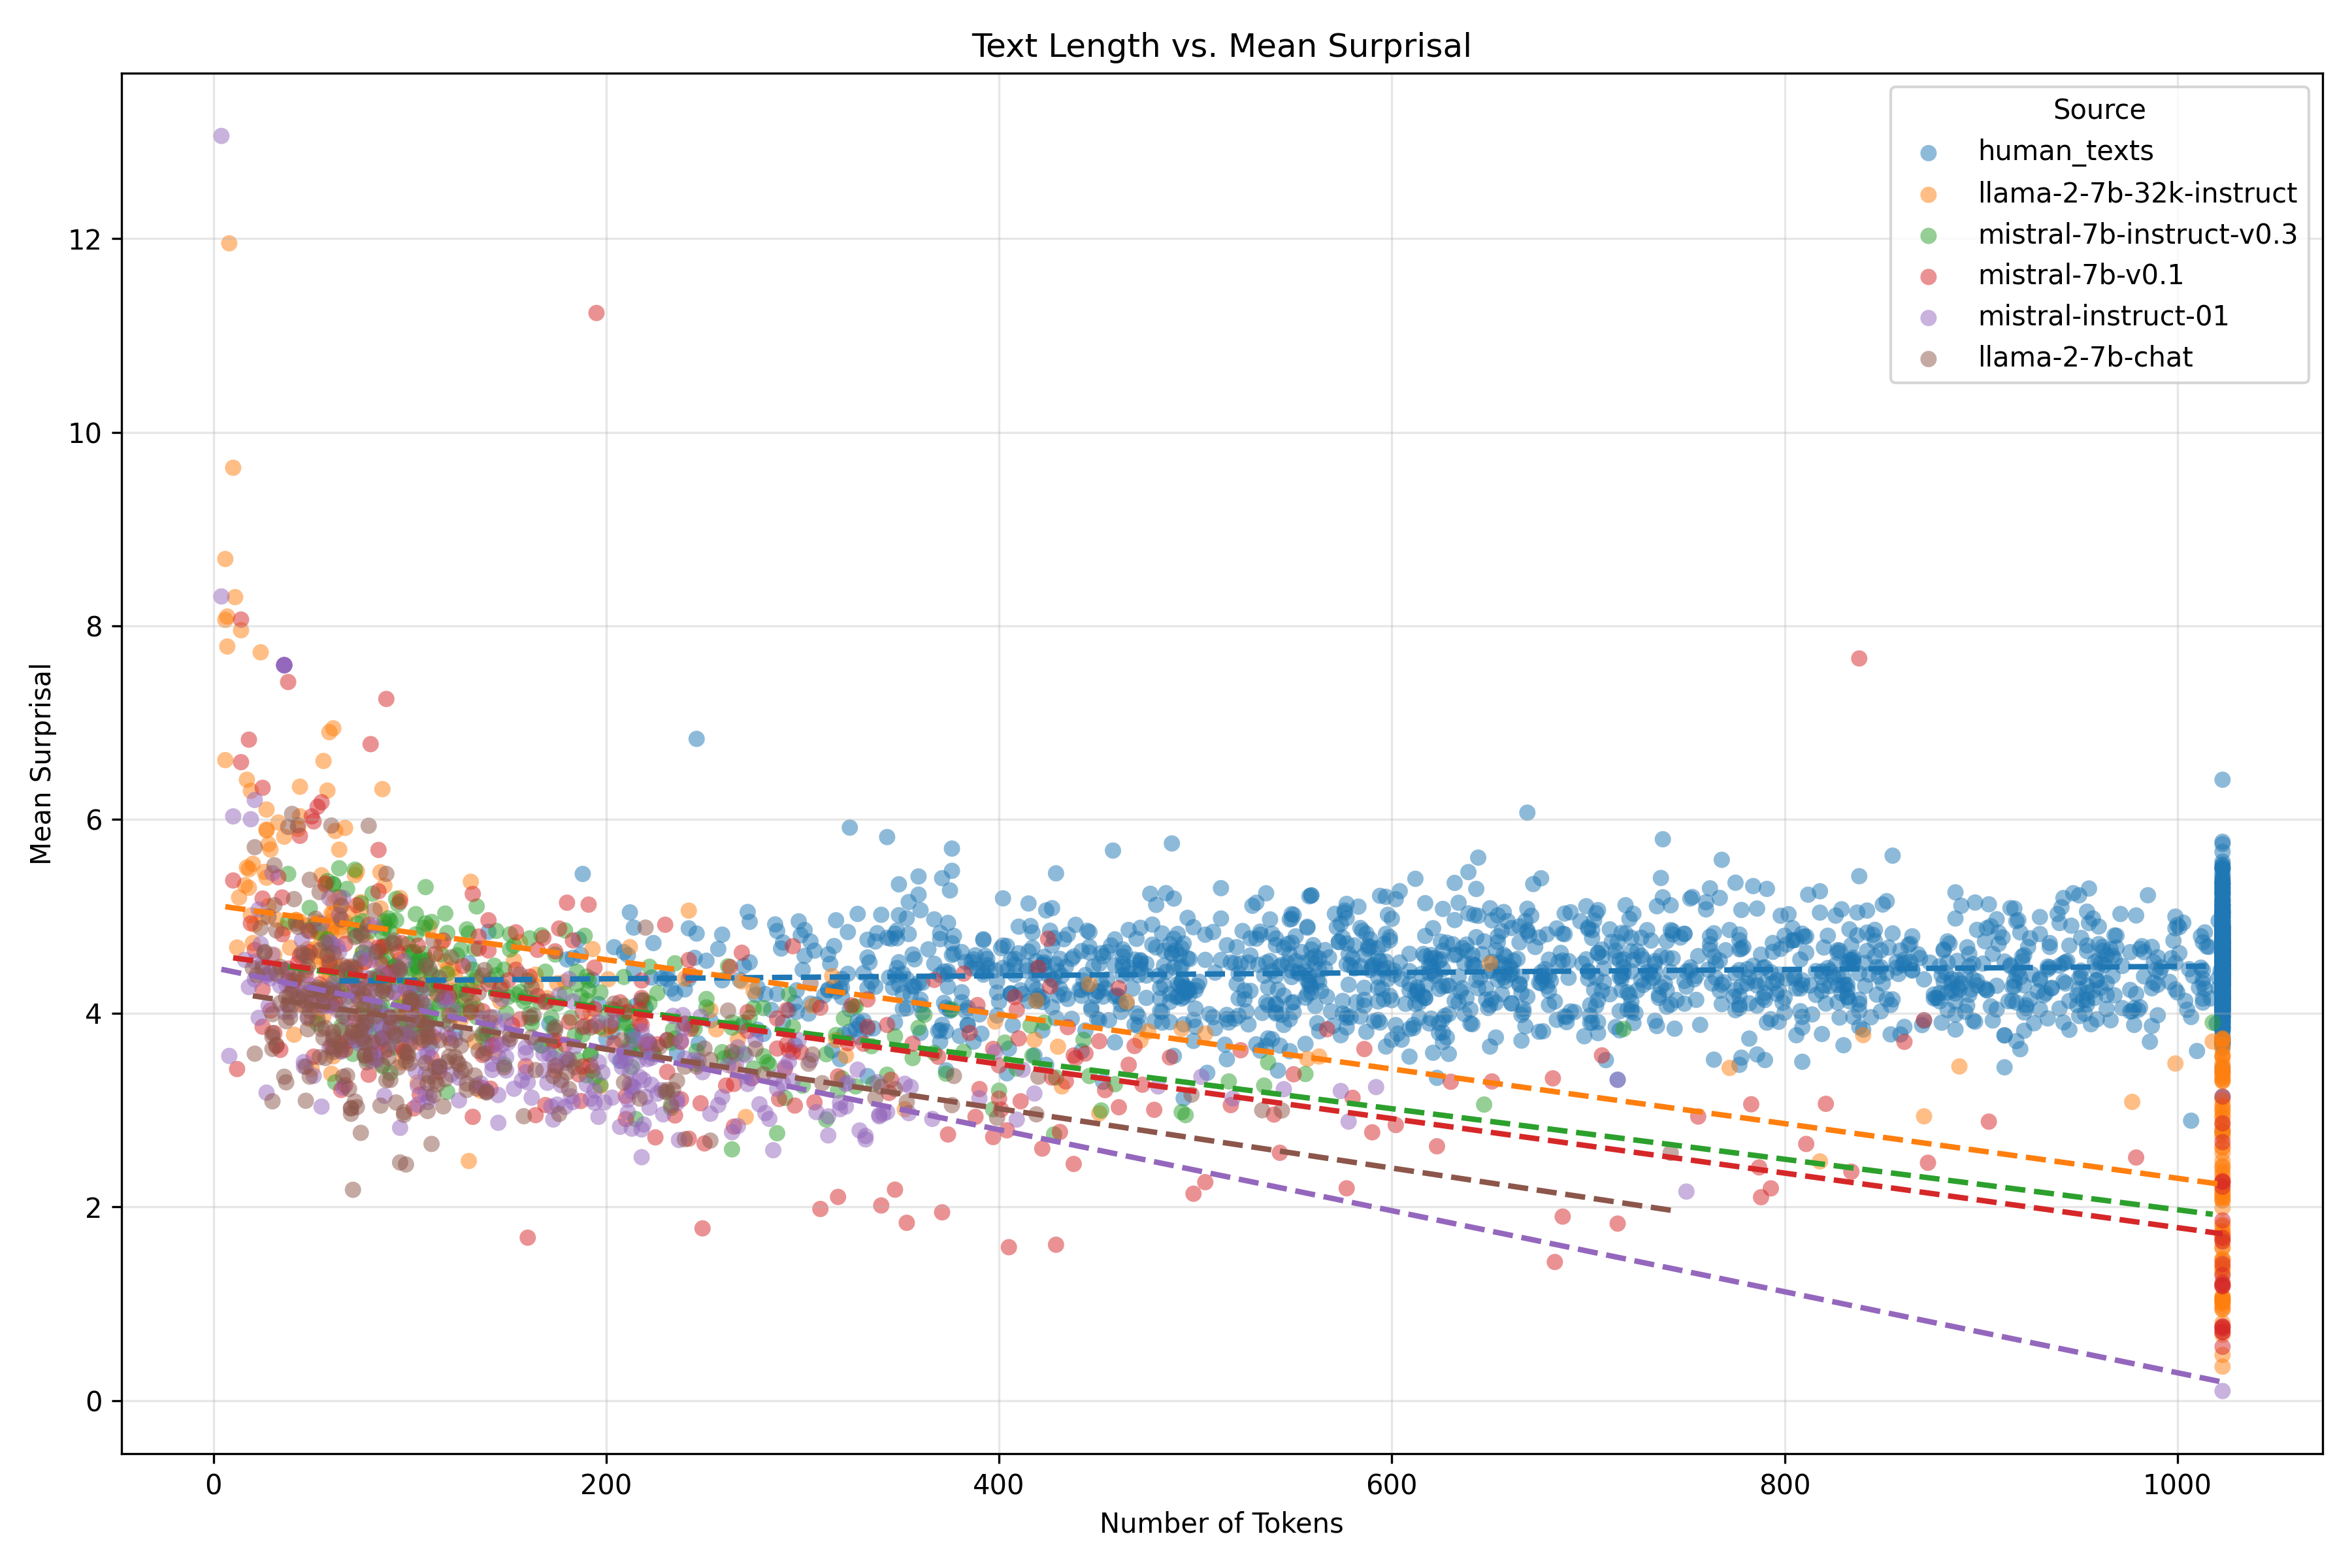 Text Length vs. Mean Surprisal
Source
human_texts
llama-2-7b-32k-instruct
mistral-7b-instruct-v0.3
mistral-7b-v0.1
mistral-instruct-01
llama-2-7b-chat
Mean Surprisal
12
10
8
6
4
2
0
0 200 400 600 800 1000
Number of Tokens